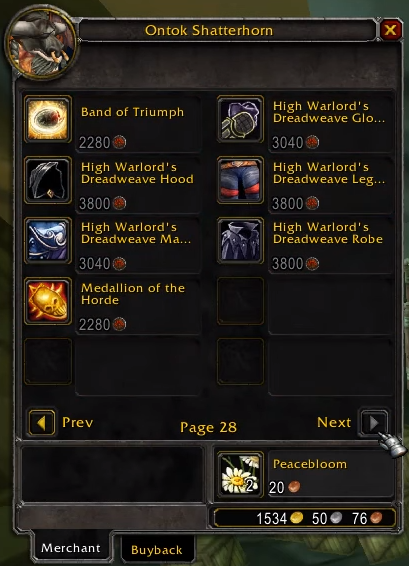 Ontok Shatterhorn
Band of Triumph
2280
High Warlord's
Dreadweave Glo...
3040
High Warlord's
Dreadweave Hood
3800
High Warlord's
Dreadweave Leg...
3800
High Warlord's
Dreadweave Ma...
3040
High Warlord's
Dreadweave Robe
3800
Medallion of the
Horde
2280
Prev
Page 28
Next
2
Peacebloom
20
1534 50 76
Merchant
Buyback